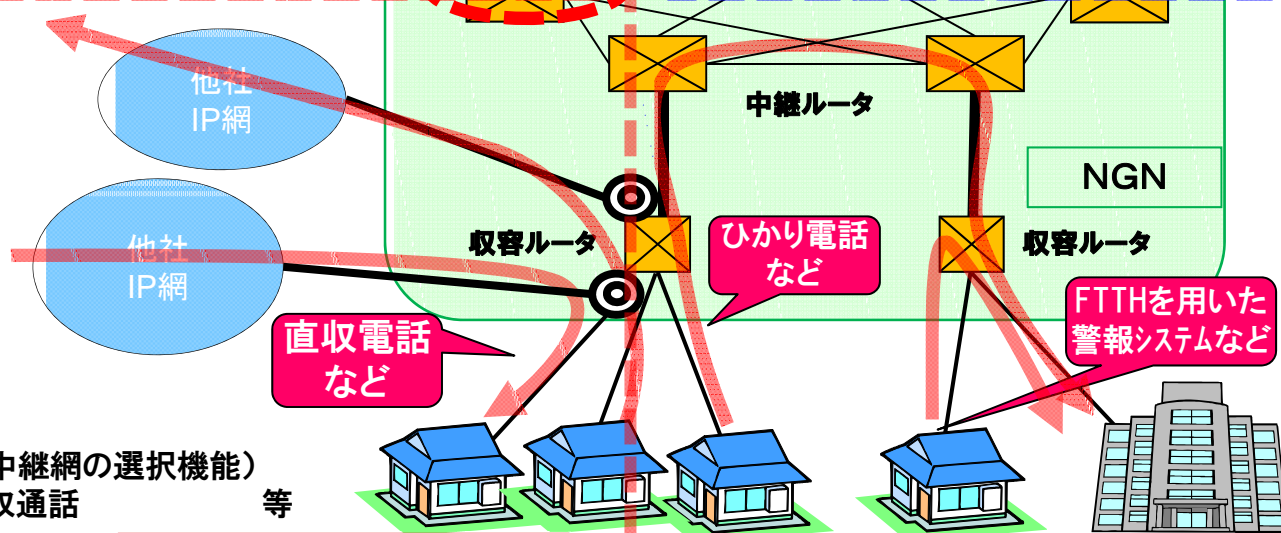 他社
IP網
中継ルータ
NGN
他社
IP網
収容ルータ
ひかり電話
など
収容ルータ
FTTHを用いた
警報システムなど
直収電話
など
中継網の選択機能）
収通話 等